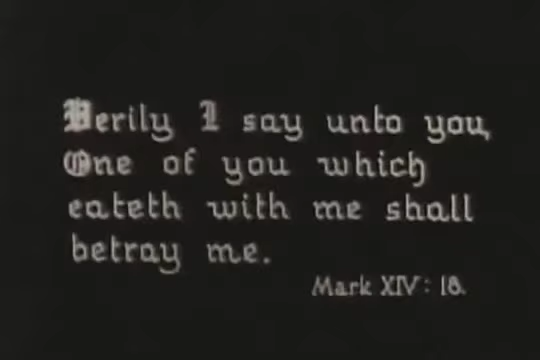 Verily I say unto you,
One of you which
eateth with me shall
betray me.
Mark XIV: 18.